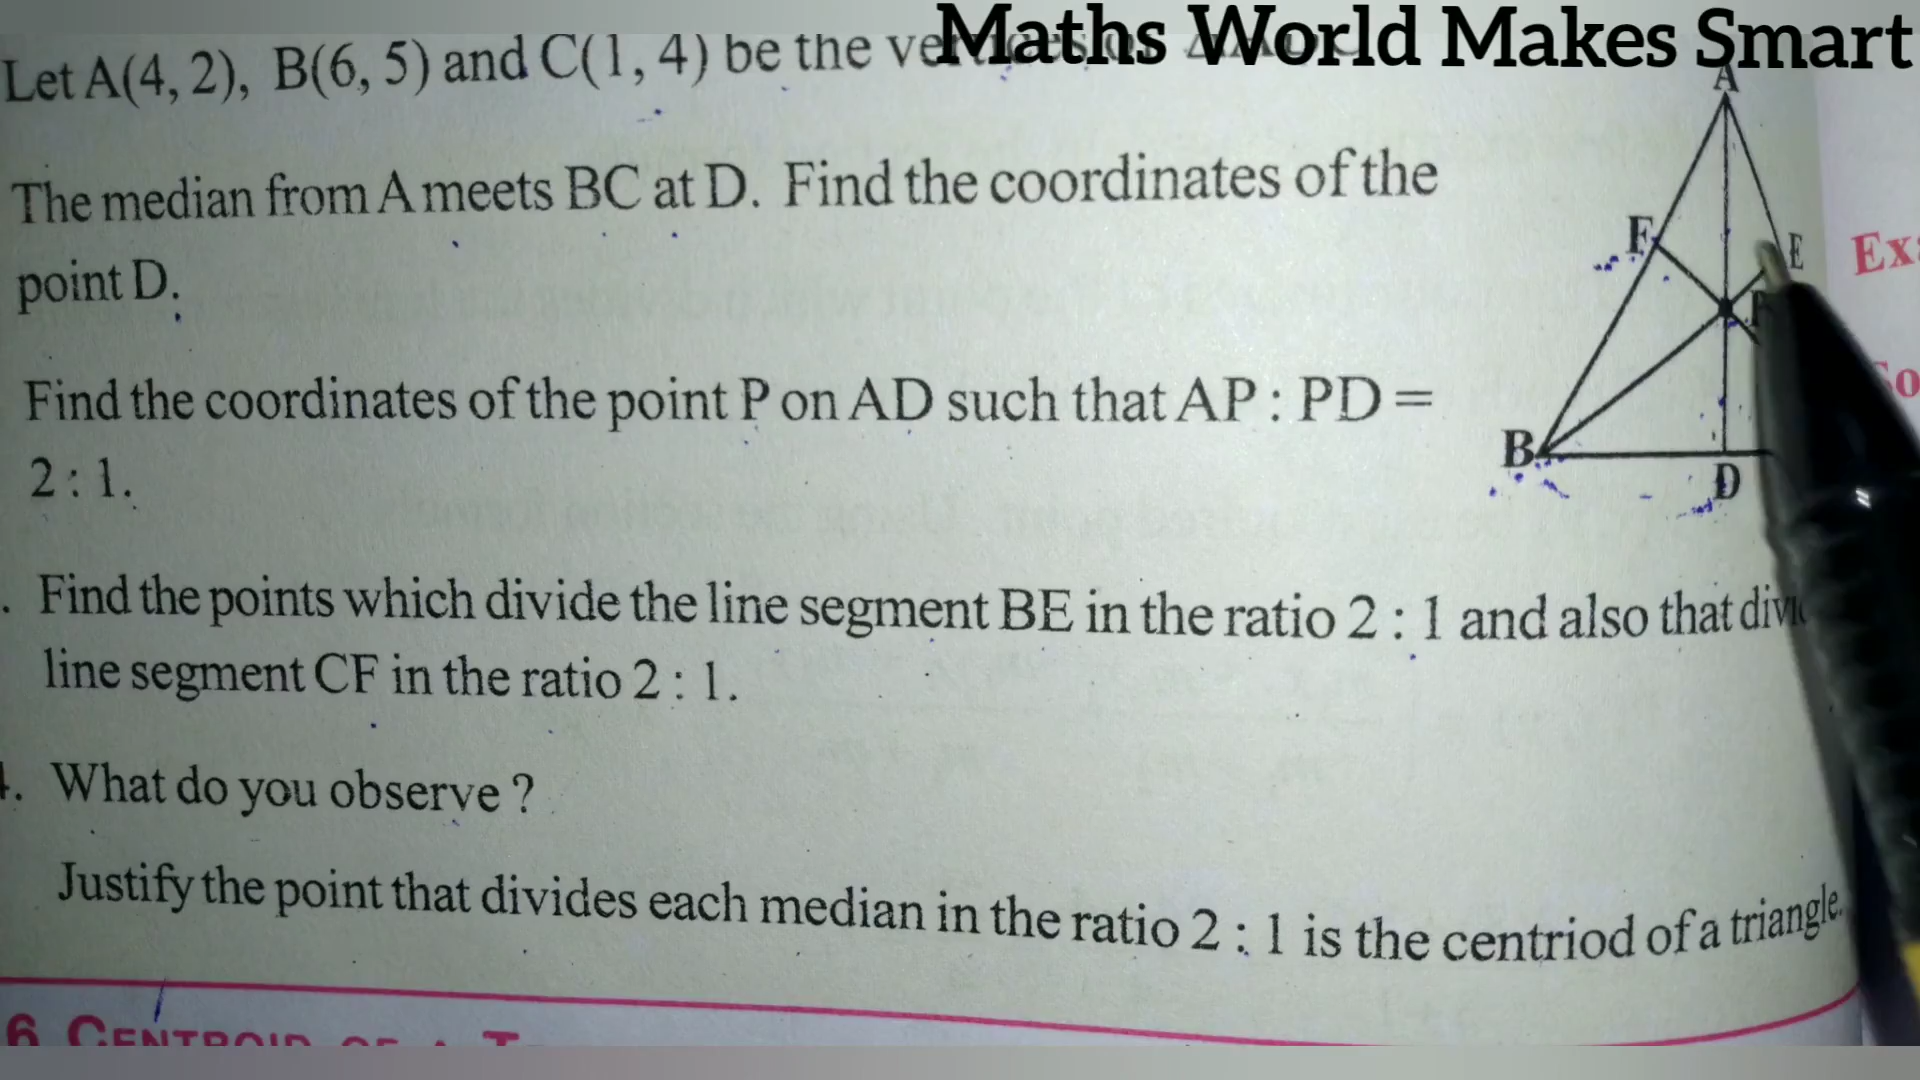 Maths World Makes Smart
Let A(4, 2), B(6, 5) and C(1, 4) be the
The median from A meets BC at D. Find the coordinates of the
point D.
Find the coordinates of the point P on AD such that AP : PD =
2 : 1.
. Find the points which divide the line segment BE in the ratio 2 : 1 and also that
line segment CF in the ratio 2 : 1.
. What do you observe ?
Justify the point that divides each median in the ratio 2 : 1 is the centriod of a triangle.
6 CENTROID OF A
A
F
E
B
D